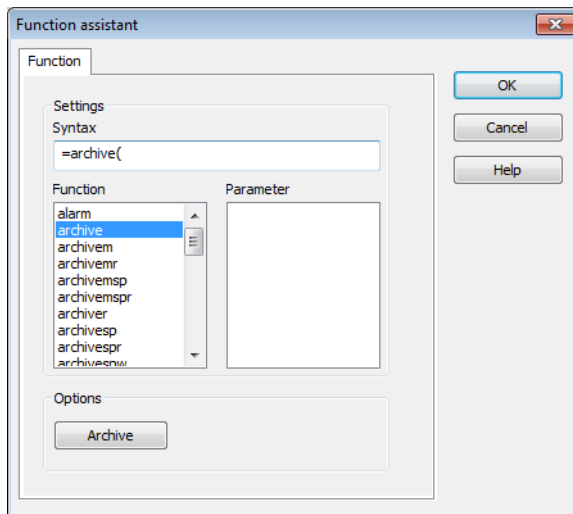 Function assistant
Function
OK
Cancel
Help
Settings
Syntax
=archive(
Function
Parameter
alarm
archive
archivem
archivemr
archivemsp
archivemspr
archiver
archivesp
archivespr
archivespw
Options
Archive